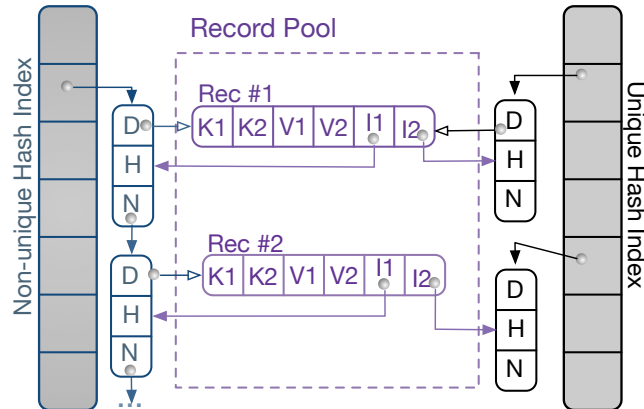 Record Pool
Non-unique Hash Index
Unique Hash Index
Rec #1
D
K1 K2 V1 V2 I1 I2
D
H
H
N
N
Rec #2
D
K1 K2 V1 V2 I1 I2
D
H
H
N
N
...